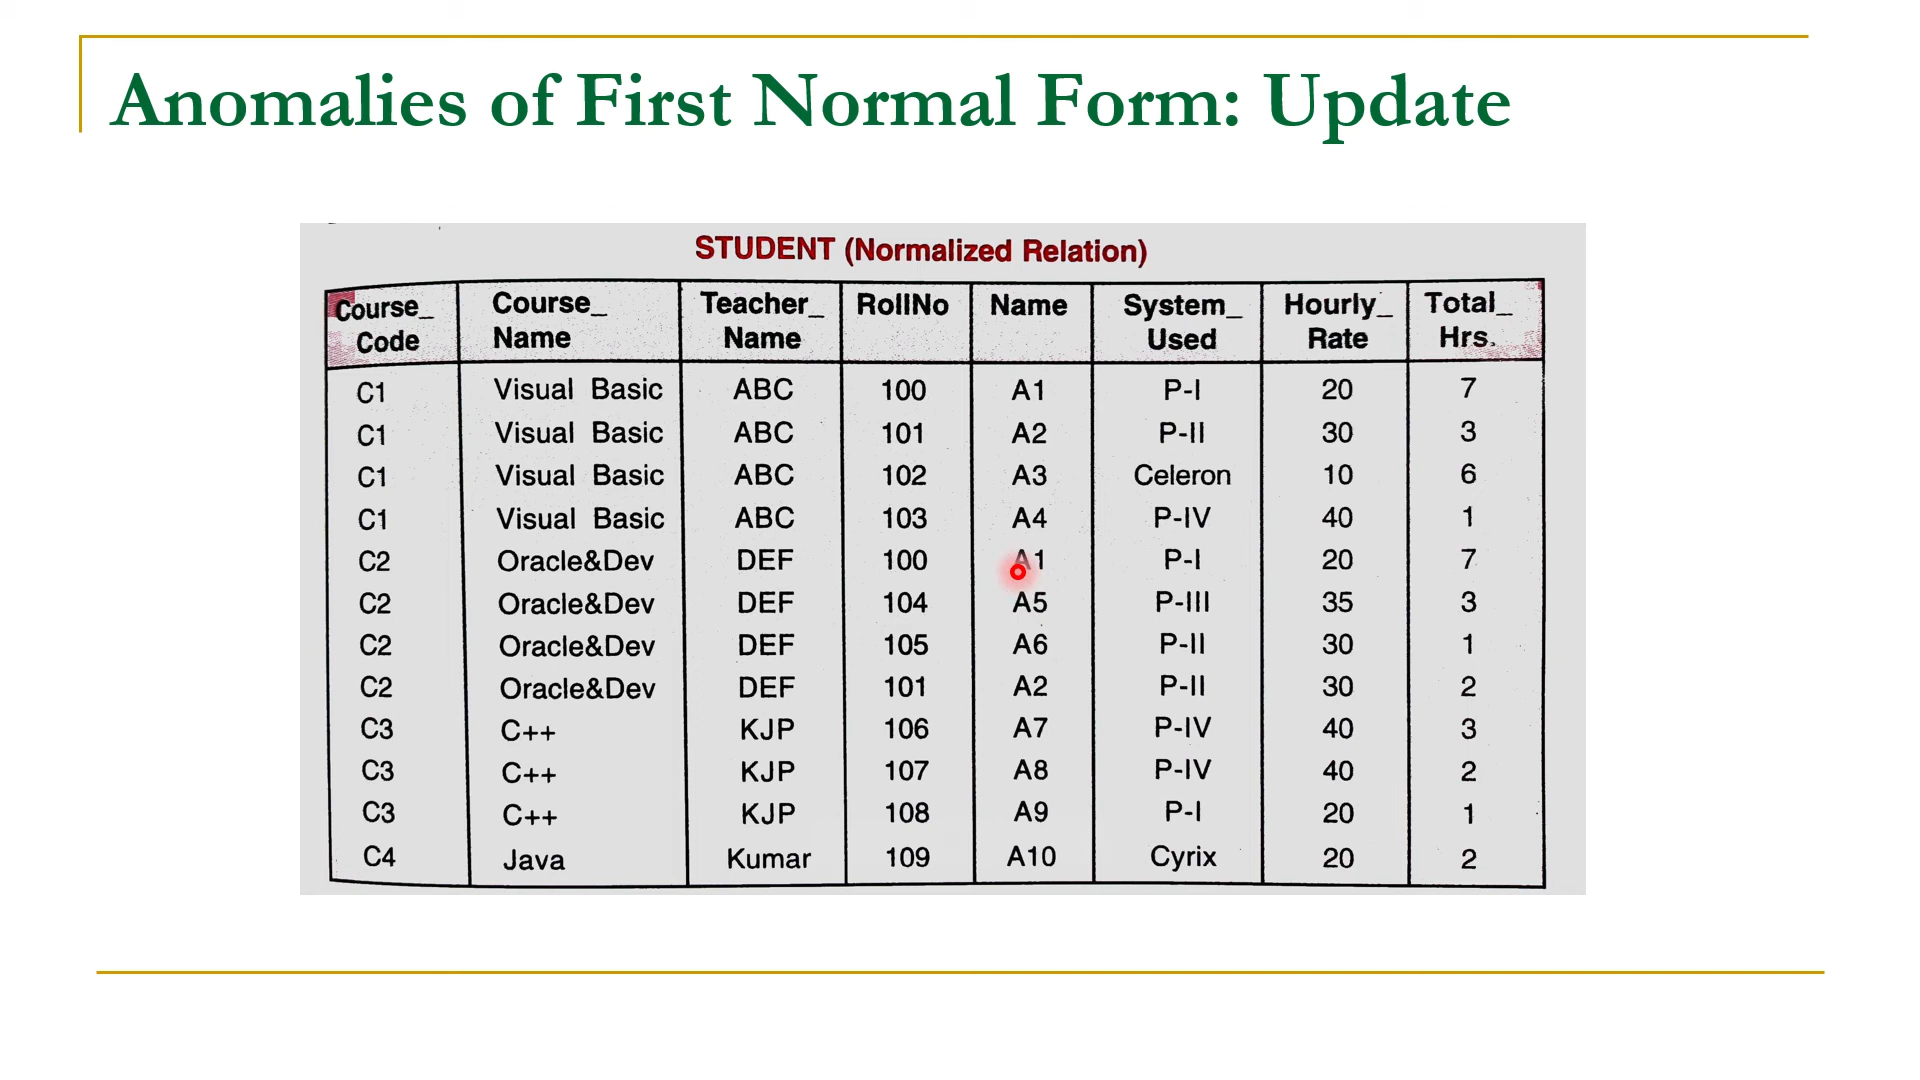 Anomalies of First Normal Form: Update
STUDENT (Normalized Relation)
Course_ Code Course_ Name Teacher_ Name RollNo Name System_ Used Hourly_ Rate Total_ Hrs.
C1 Visual Basic ABC 100 A1 P-I 20 7
C1 Visual Basic ABC 101 A2 P-II 30 3
C1 Visual Basic ABC 102 A3 Celeron 10 6
C1 Visual Basic ABC 103 A4 P-IV 40 1
C2 Oracle&Dev DEF 100 A1 P-I 20 7
C2 Oracle&Dev DEF 104 A5 P-III 35 3
C2 Oracle&Dev DEF 105 A6 P-II 30 1
C2 Oracle&Dev DEF 101 A2 P-II 30 2
C3 C++ KJP 106 A7 P-IV 40 3
C3 C++ KJP 107 A8 P-IV 40 2
C3 C++ KJP 108 A9 P-I 20 1
C4 Java Kumar 109 A10 Cyrix 20 2